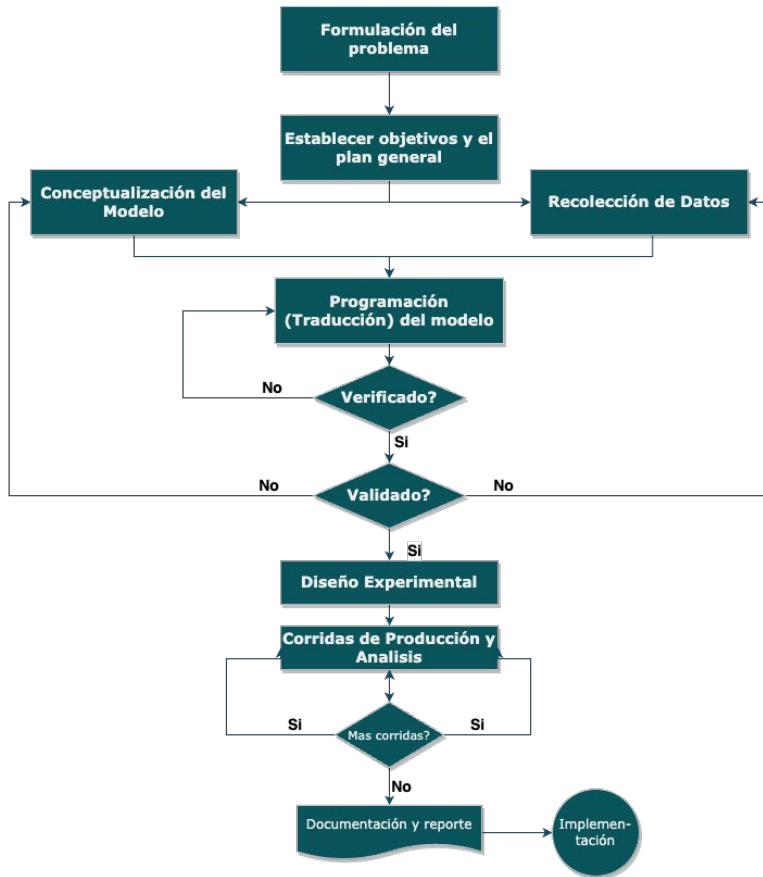 Formulación del
problema
Establecer objetivos y el
plan general
Conceptualización del
Modelo
Recolección de Datos
Programación
(Traducción) del modelo
No
Verificado?
Si
No
Validado?
No
Si
Diseño Experimental
Corridas de Producción y
Analisis
Si
Mas corridas?
Si
No
Documentación y reporte
Implemen-
tación